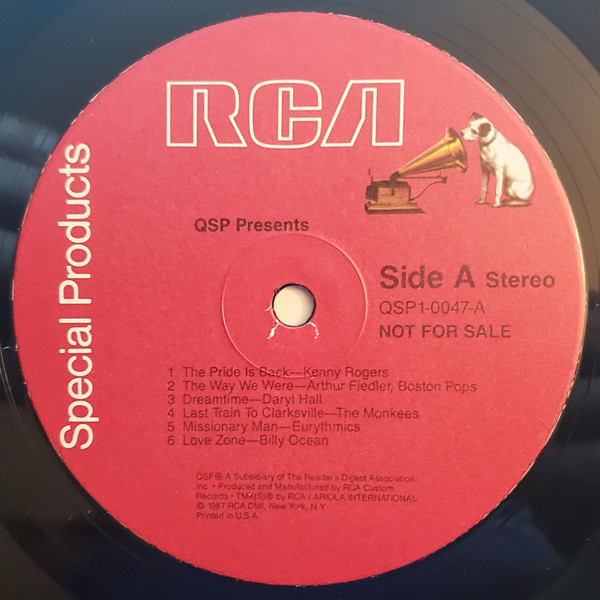 RCA
Special Products
QSP Presents
Side A Stereo
QSP1-0047-A
NOT FOR SALE
1 The Pride Is Back—Kenny Rogers
2 The Way We Were—Arthur Fiedler, Boston Pops
3 Dreamtime—Daryl Hall
4 Last Train To Clarksville—The Monkees
5 Missionary Man—Eurythmics
6 Love Zone—Billy Ocean
QSP® A Subsidiary of The Reader's Digest Association
Inc. • Produced and Manufactured by RCA Custom
Records • TMK(S)® by RCA / ARIOLA INTERNATIONAL
© 1987 RCA DMI, New York, N.Y.
Printed in U.S.A.